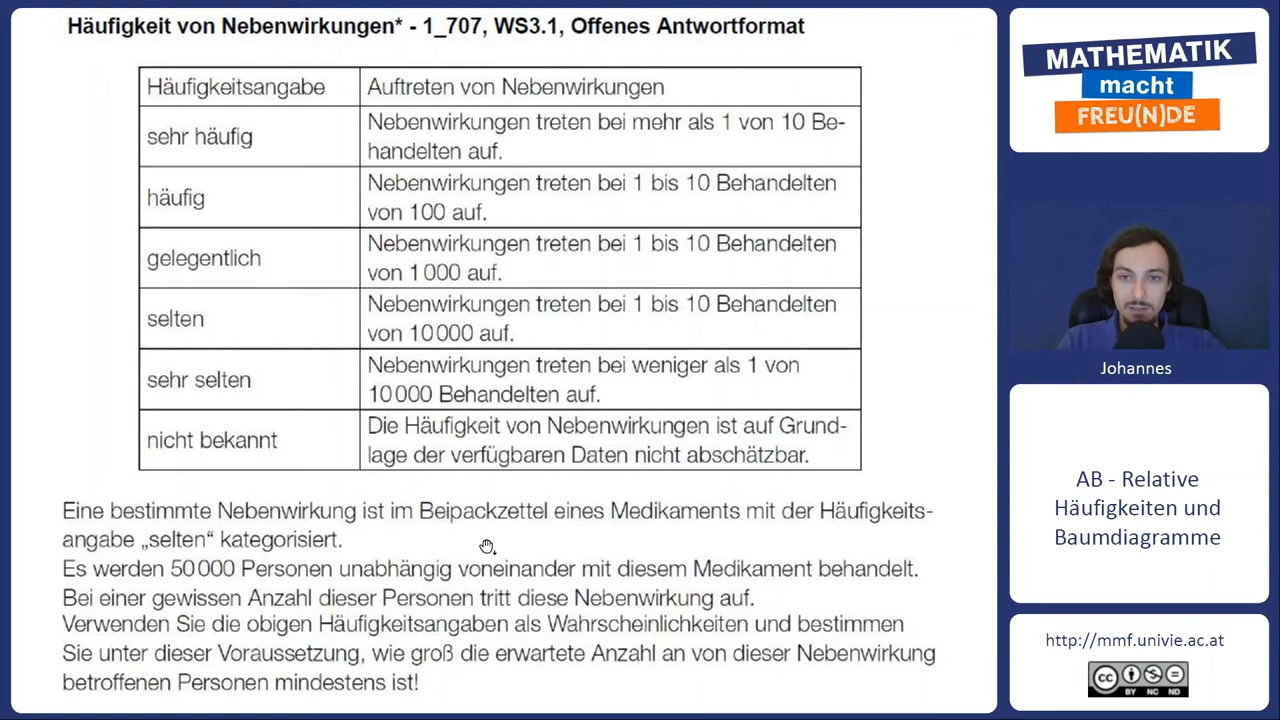 Häufigkeit von Nebenwirkungen* - 1_707, WS3.1, Offenes Antwortformat
Häufigkeitsangabe
Auftreten von Nebenwirkungen
sehr häufig
Nebenwirkungen treten bei mehr als 1 von 10 Be-
handelten auf.
häufig
Nebenwirkungen treten bei 1 bis 10 Behandelten
von 100 auf.
gelegentlich
Nebenwirkungen treten bei 1 bis 10 Behandelten
von 1 000 auf.
selten
Nebenwirkungen treten bei 1 bis 10 Behandelten
von 10 000 auf.
sehr selten
Nebenwirkungen treten bei weniger als 1 von
10 000 Behandelten auf.
nicht bekannt
Die Häufigkeit von Nebenwirkungen ist auf Grund-
lage der verfügbaren Daten nicht abschätzbar.
Eine bestimmte Nebenwirkung ist im Beipackzettel eines Medikaments mit der Häufigkeits-
angabe „selten“ kategorisiert.
Es werden 50 000 Personen unabhängig voneinander mit diesem Medikament behandelt.
Bei einer gewissen Anzahl dieser Personen tritt diese Nebenwirkung auf.
Verwenden Sie die obigen Häufigkeitsangaben als Wahrscheinlichkeiten und bestimmen
Sie unter dieser Voraussetzung, wie groß die erwartete Anzahl an von dieser Nebenwirkung
betroffenen Personen mindestens ist!
MATHEMATIK
macht
FREU(N)DE
Johannes
AB - Relative
Häufigkeiten und
Baumdiagramme
http://mmf.univie.ac.at
CC
BY NC ND